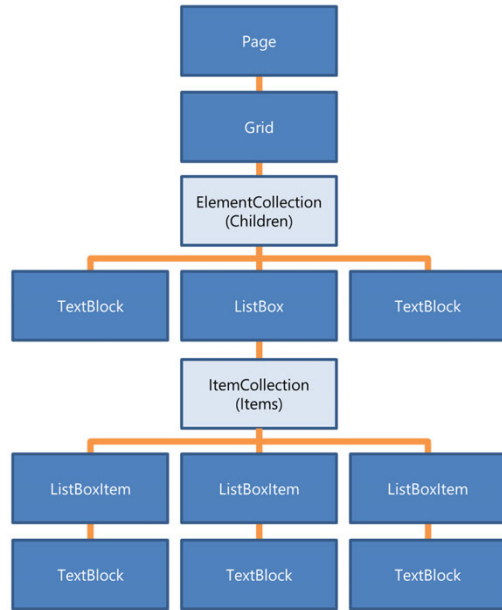 Page
Grid
ElementCollection
(Children)
TextBlock
ListBox
TextBlock
ItemCollection
(Items)
ListBoxItem
ListBoxItem
ListBoxItem
TextBlock
TextBlock
TextBlock